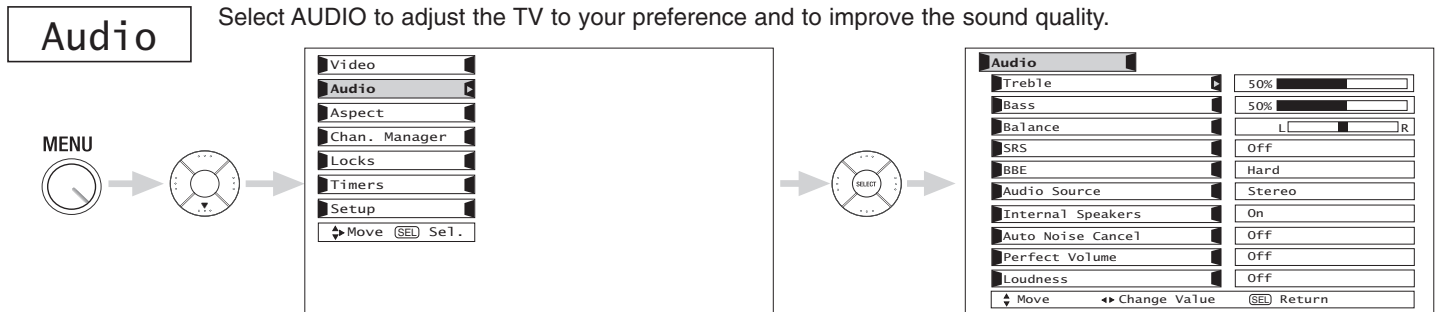 Audio
Select AUDIO to adjust the TV to your preference and to improve the sound quality.
MENU
Video
Audio
Aspect
Chan. Manager
Locks
Timers
Setup
Move SEL Sel.
SELECT
Audio
Treble 50%
Bass 50%
Balance L R
SRS Off
BBE Hard
Audio Source Stereo
Internal Speakers On
Auto Noise Cancel Off
Perfect Volume Off
Loudness Off
Move Change Value SEL Return